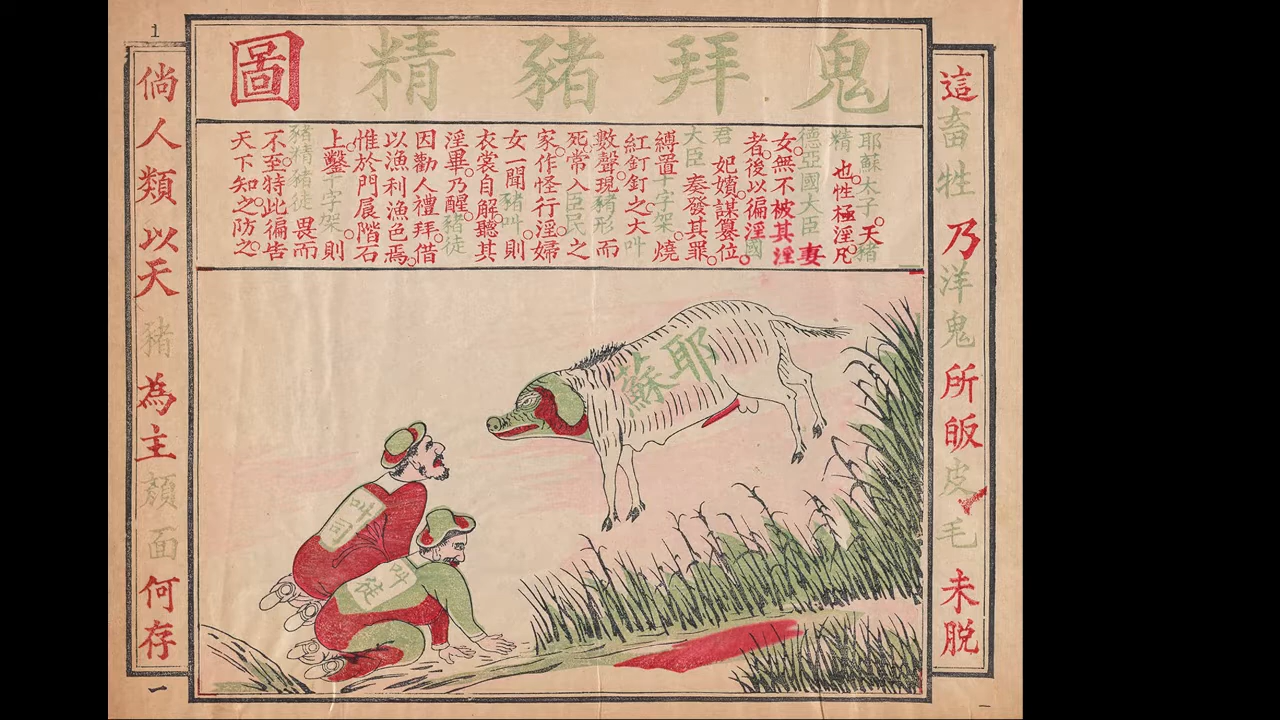 鬼拜豬精圖
這畜牲乃洋鬼所皈皮毛未脫
耶蘇太子。天豬
精也。性極淫。凡
德亞國大臣妻
女。無不被其淫
者。後以徧淫國
君妃嬪。謀篡位。
大臣奏發其罪。
縛置十字架。燒
紅釘釘之。大叫
數聲。現豬形而
死。常入臣民之
家。作怪行淫。婦
女一聞豬叫。則
衣裳自解。聽其
淫畢。乃醒。豬徒
因勸人禮拜。借
以漁利漁色焉。
惟於門扆階石
上。鑿十字架。則
豬精豬徒畏而
不至。特此徧告
天下知之。防之。
耶蘇
叫司
叫徒
1
倘人類以天豬為主顏面何存
一